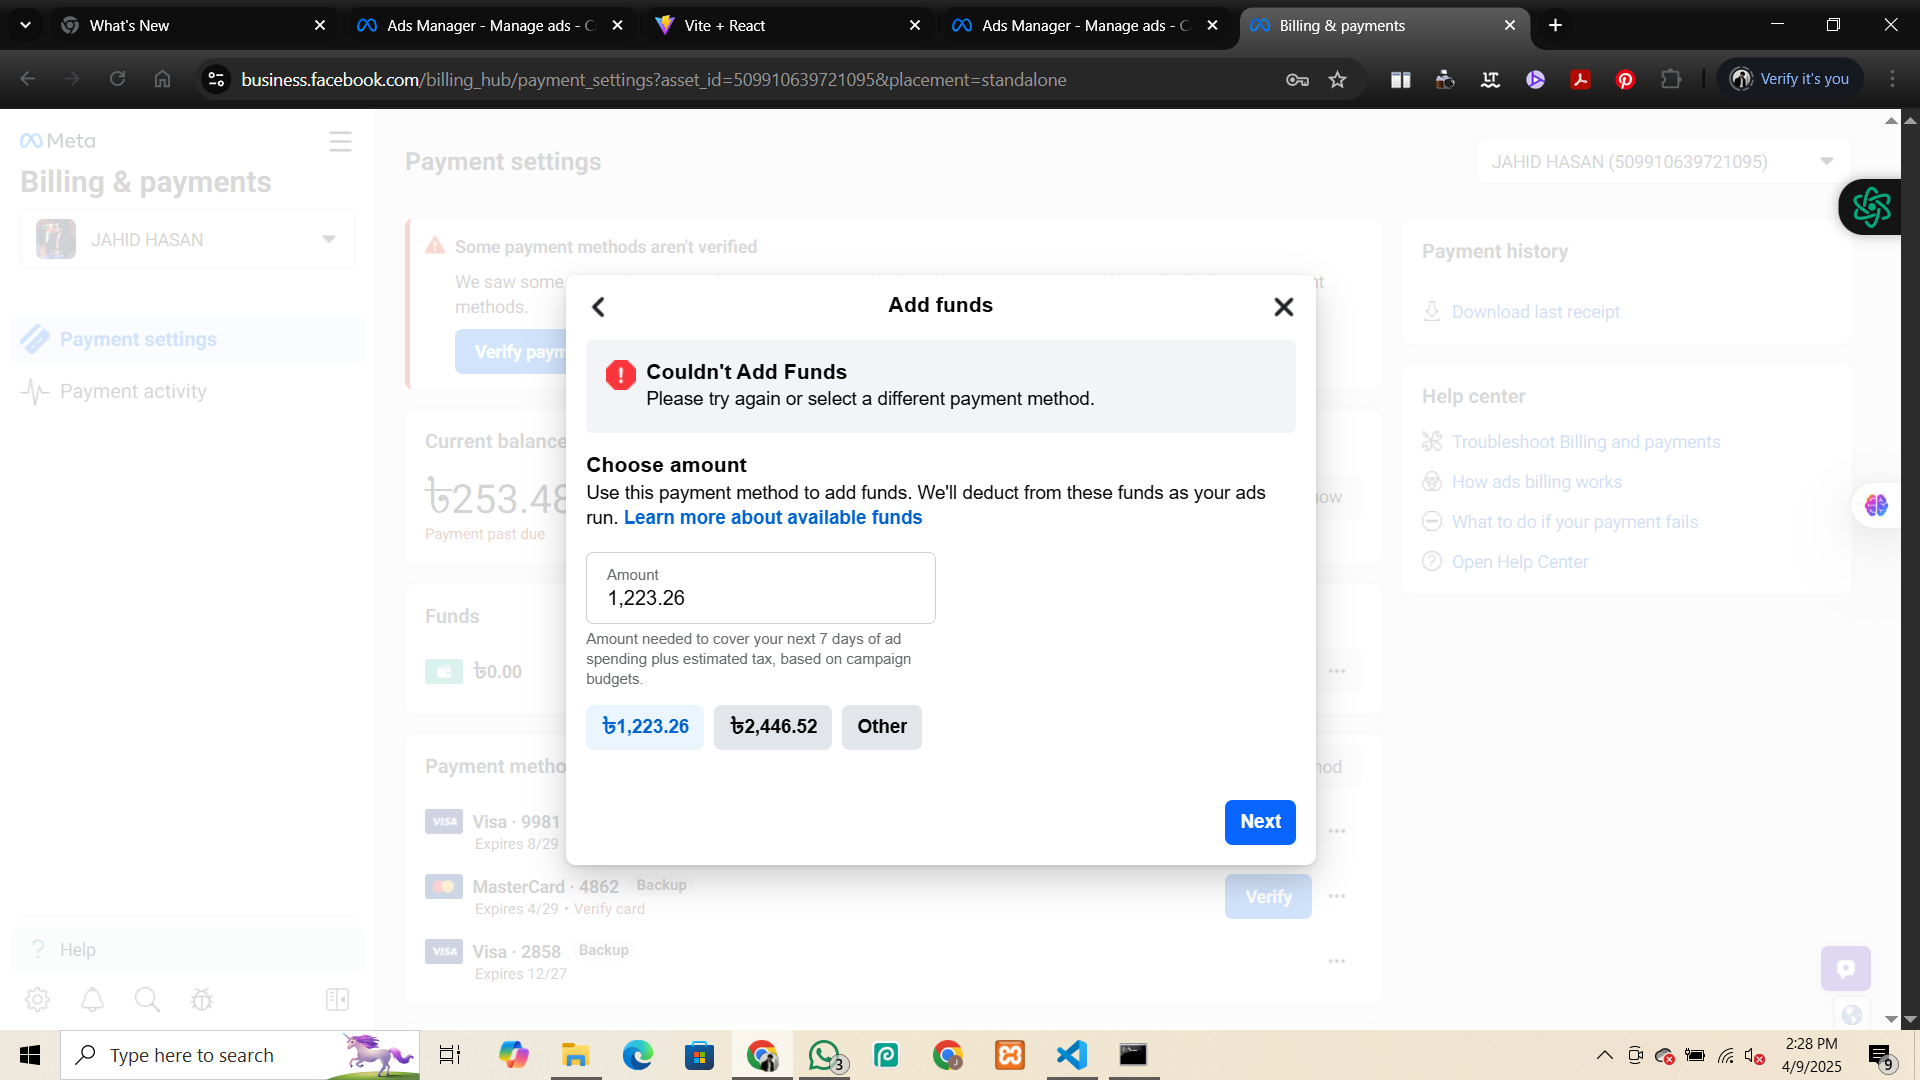 What's New
Ads Manager - Manage ads - C
Vite + React
Ads Manager - Manage ads - C
Billing & payments
business.facebook.com/billing_hub/payment_settings?asset_id=509910639721095&placement=standalone
Verify it's you
Meta
Billing & payments
JAHID HASAN
Payment settings
Payment activity
Help
Payment settings
JAHID HASAN (509910639721095)
Some payment methods aren't verified
We saw some
methods.
Verify paym
Current balance
৳253.48
Payment past due
now
Funds
৳0.00
Payment metho
Visa · 9981
Expires 8/29
MasterCard · 4862 Backup
Expires 4/29 • Verify card
Verify
Visa · 2858 Backup
Expires 12/27
Payment history
Download last receipt
Help center
Troubleshoot Billing and payments
How ads billing works
What to do if your payment fails
Open Help Center
Add funds
Couldn't Add Funds
Please try again or select a different payment method.
Choose amount
Use this payment method to add funds. We'll deduct from these funds as your ads
run. Learn more about available funds
Amount
1,223.26
Amount needed to cover your next 7 days of ad
spending plus estimated tax, based on campaign
budgets.
৳1,223.26
৳2,446.52
Other
Next
Type here to search
3
2:28 PM
4/9/2025
9